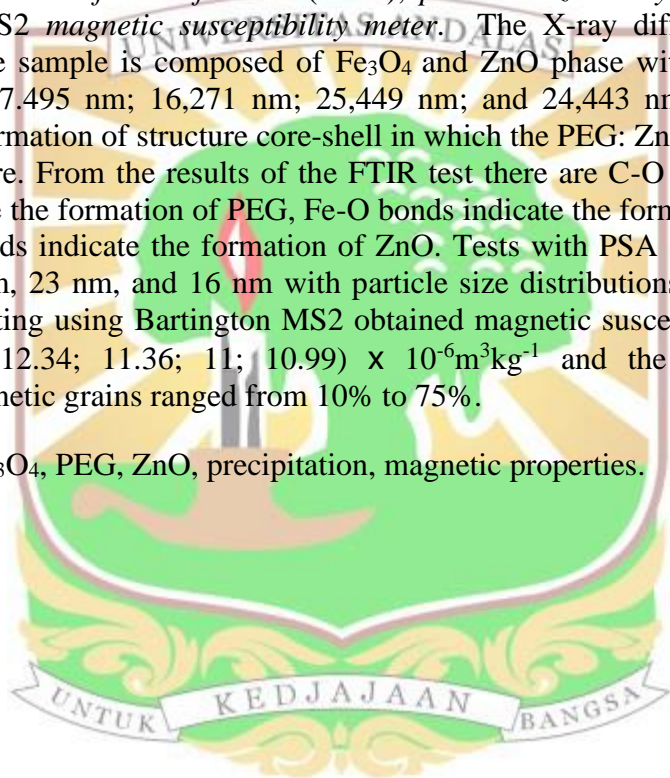 S2 magnetic susceptibility meter. The X-ray dif
UNIVERSITAS ANDALAS
e sample is composed of Fe3O4 and ZnO phase wit
7.495 nm; 16,271 nm; 25,449 nm; and 24,443 nm
rmation of structure core-shell in which the PEG: Zn
re. From the results of the FTIR test there are C-O
e the formation of PEG, Fe-O bonds indicate the form
ds indicate the formation of ZnO. Tests with PSA
n, 23 nm, and 16 nm with particle size distributions
ting using Bartington MS2 obtained magnetic susce
12.34; 11.36; 11; 10.99) x 10⁻⁶m³kg⁻¹ and the
netic grains ranged from 10% to 75%.
3O4, PEG, ZnO, precipitation, magnetic properties.
UNTUK KEDJAJAAN BANGSA